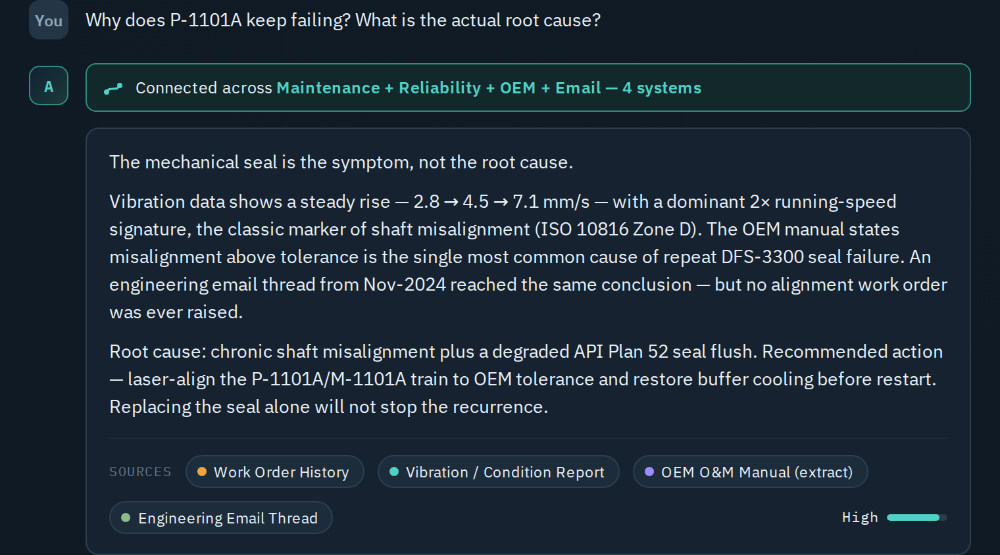 You
Why does P-1101A keep failing? What is the actual root cause?
A
Connected across Maintenance + Reliability + OEM + Email — 4 systems
The mechanical seal is the symptom, not the root cause.
Vibration data shows a steady rise — 2.8 → 4.5 → 7.1 mm/s — with a dominant 2× running-speed
signature, the classic marker of shaft misalignment (ISO 10816 Zone D). The OEM manual states
misalignment above tolerance is the single most common cause of repeat DFS-3300 seal failure. An
engineering email thread from Nov-2024 reached the same conclusion — but no alignment work order
was ever raised.
Root cause: chronic shaft misalignment plus a degraded API Plan 52 seal flush. Recommended action
— laser-align the P-1101A/M-1101A train to OEM tolerance and restore buffer cooling before restart.
Replacing the seal alone will not stop the recurrence.
SOURCES Work Order History Vibration / Condition Report OEM O&M Manual (extract)
Engineering Email Thread High